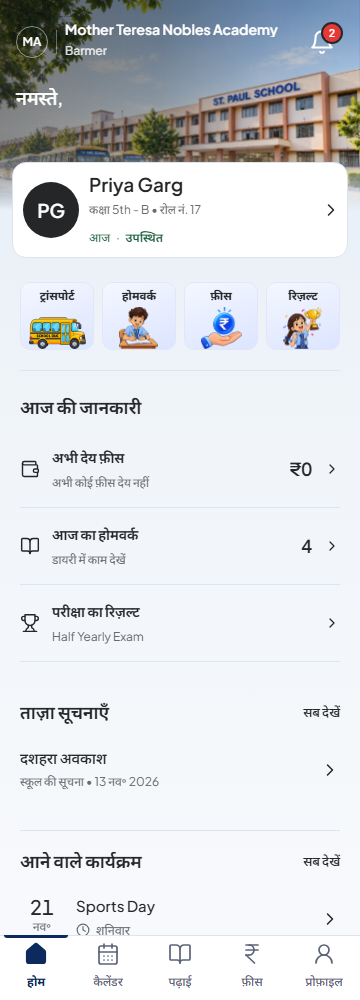 MA
Mother Teresa Nobles Academy
Barmer
2
नमस्ते,
ST. PAUL SCHOOL
PG
Priya Garg
कक्षा 5th - B • रोल नं. 17
आज · उपस्थित
ट्रांसपोर्ट
होमवर्क
फ़ीस
रिज़ल्ट
आज की जानकारी
अभी देय फ़ीस
₹0
अभी कोई फ़ीस देय नहीं
आज का होमवर्क
4
डायरी में काम देखें
परीक्षा का रिज़ल्ट
Half Yearly Exam
ताज़ा सूचनाएँ
सब देखें
दशहरा अवकाश
स्कूल की सूचना • 13 नव॰ 2026
आने वाले कार्यक्रम
सब देखें
21
नव॰
Sports Day
शनिवार
होम
कैलेंडर
पढ़ाई
फ़ीस
प्रोफ़ाइल